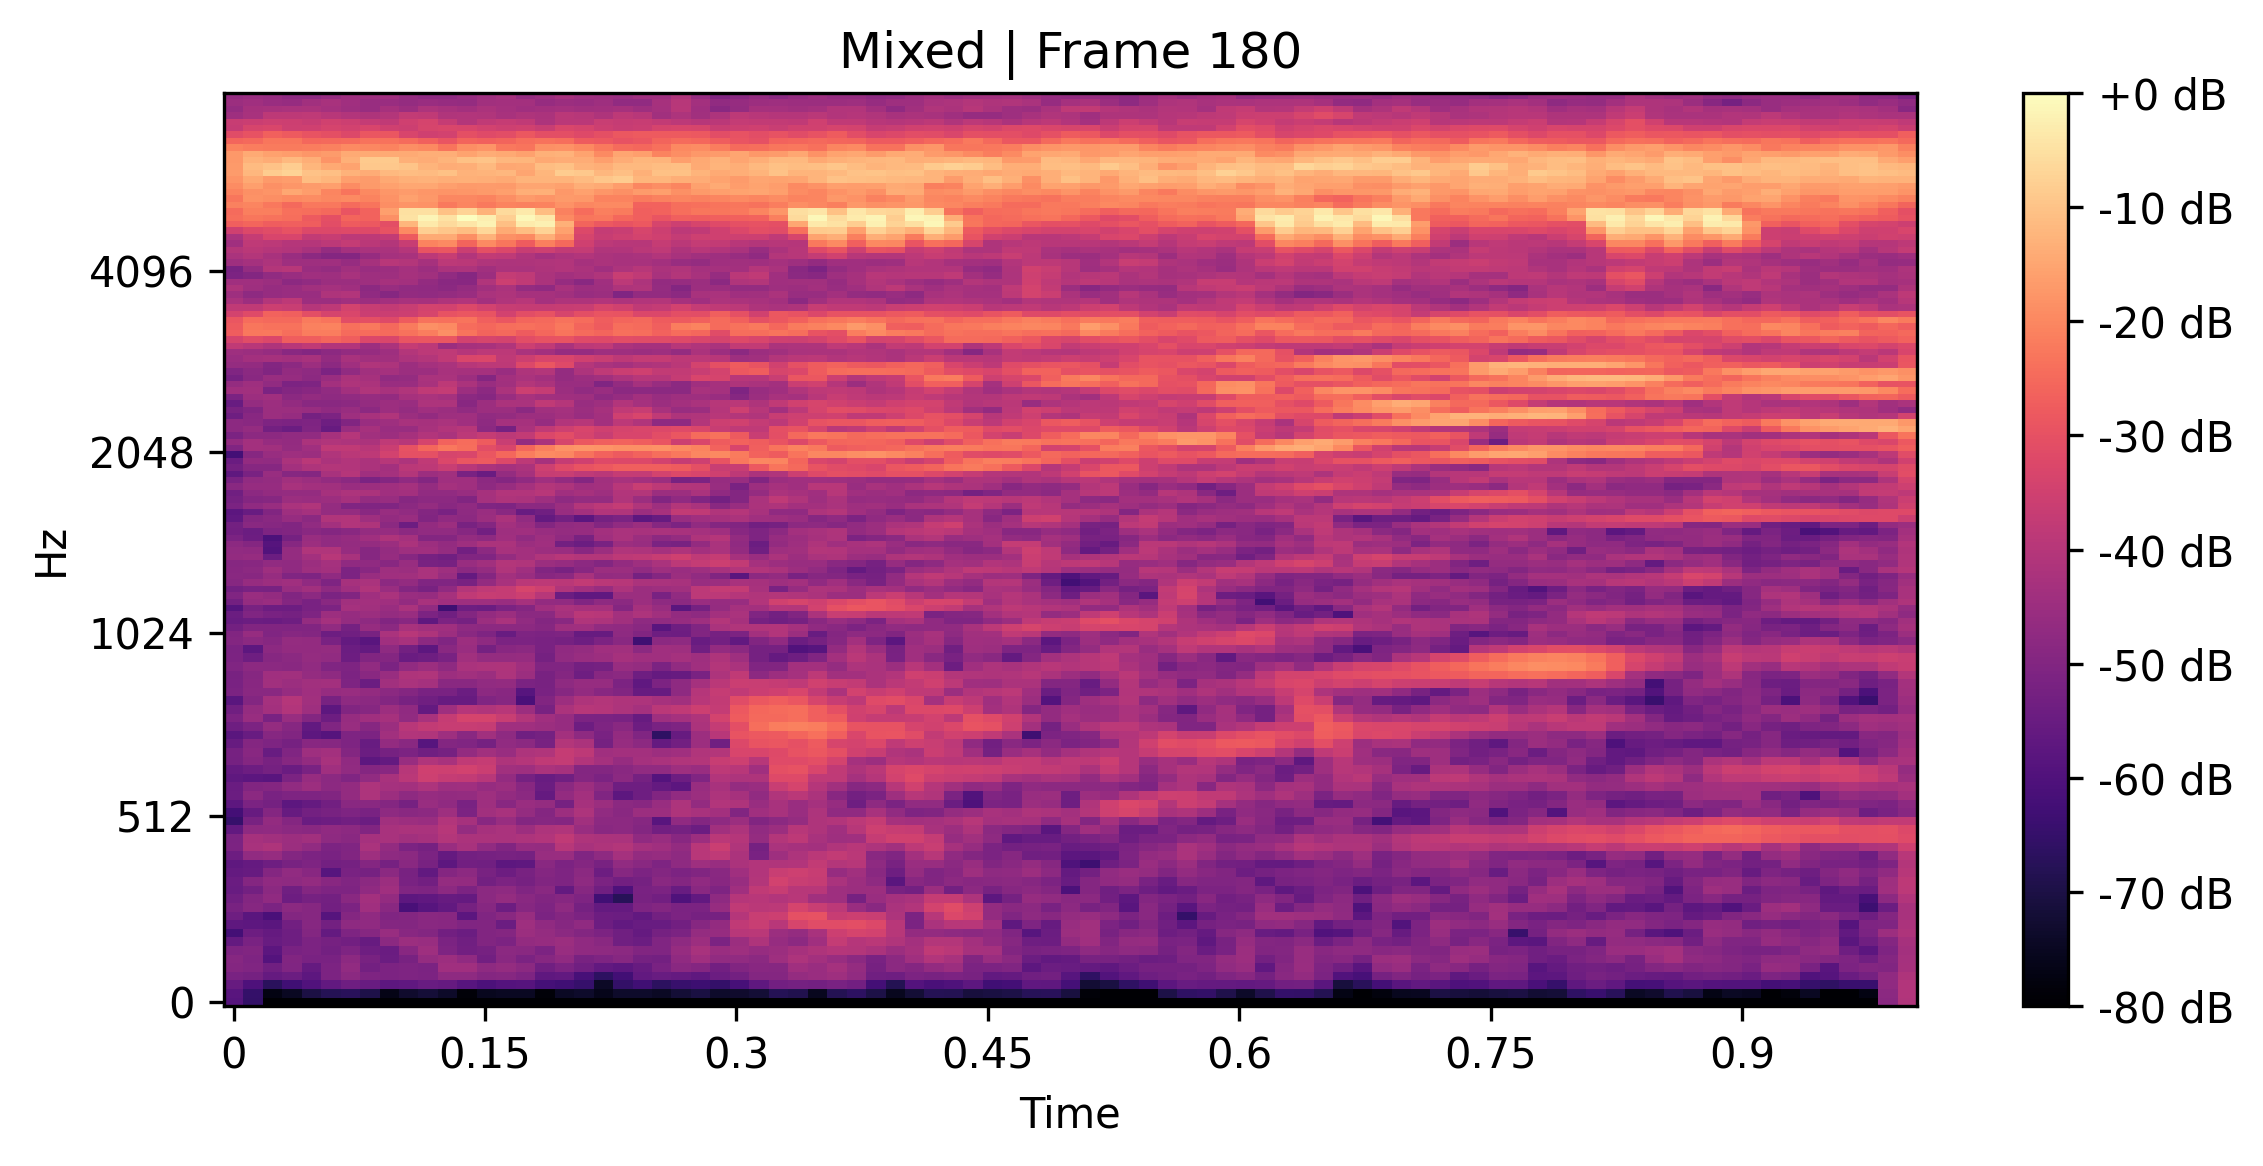 Mixed | Frame 180
+0 dB
-10 dB
4096
-20 dB
-30 dB
2048
-40 dB
Hz
1024
-50 dB
512
-60 dB
-70 dB
0
-80 dB
0 0.15 0.3 0.45 0.6 0.75 0.9
Time